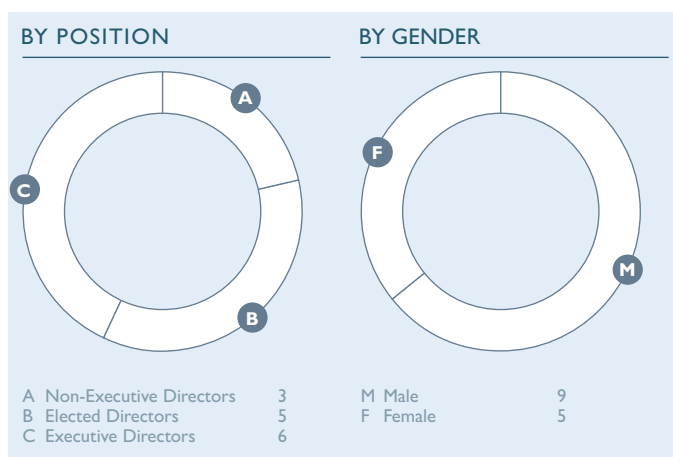 BY POSITION
A
B
C
A Non-Executive Directors 3
B Elected Directors 5
C Executive Directors 6
BY GENDER
F
M
M Male 9
F Female 5